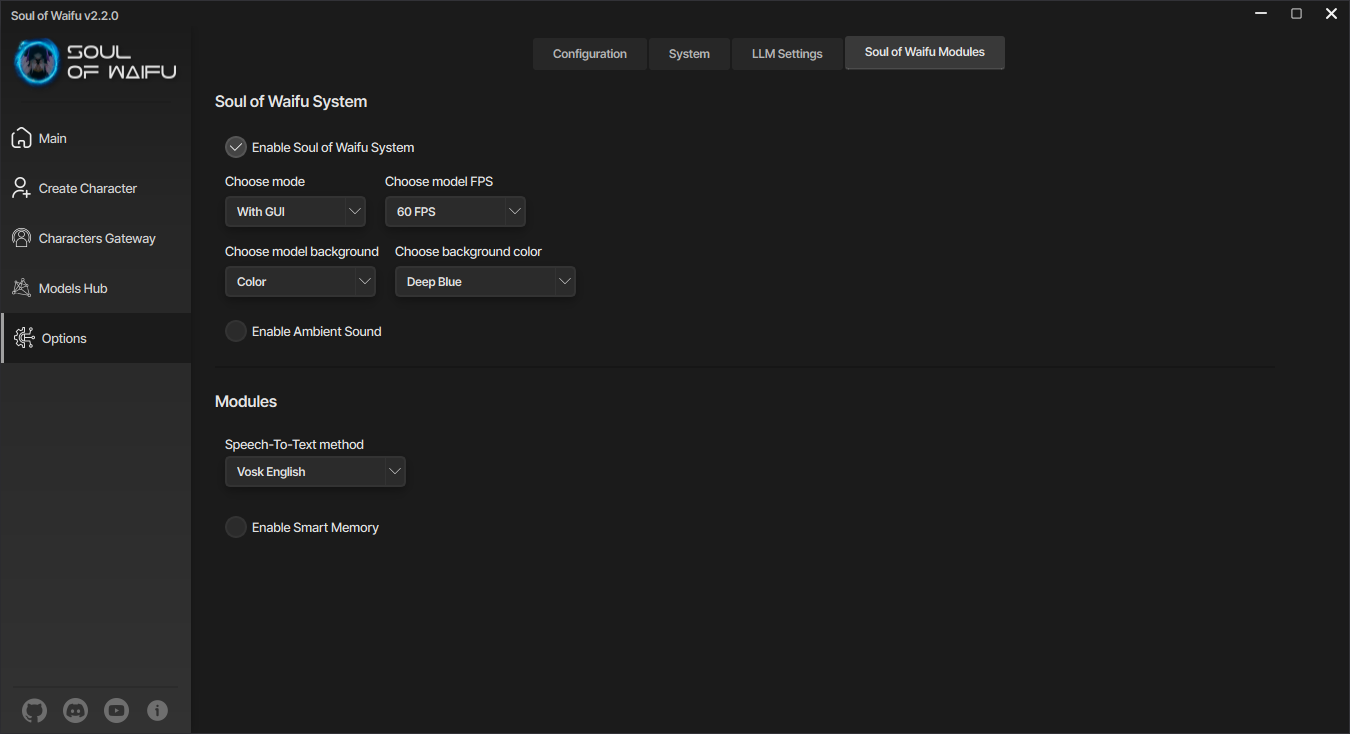 Soul of Waifu v2.2.0
SOUL
OF WAIFU
Main
Create Character
Characters Gateway
Models Hub
Options
Configuration
System
LLM Settings
Soul of Waifu Modules
Soul of Waifu System
Enable Soul of Waifu System
Choose mode
Choose model FPS
With GUI
60 FPS
Choose model background
Choose background color
Color
Deep Blue
Enable Ambient Sound
Modules
Speech-To-Text method
Vosk English
Enable Smart Memory